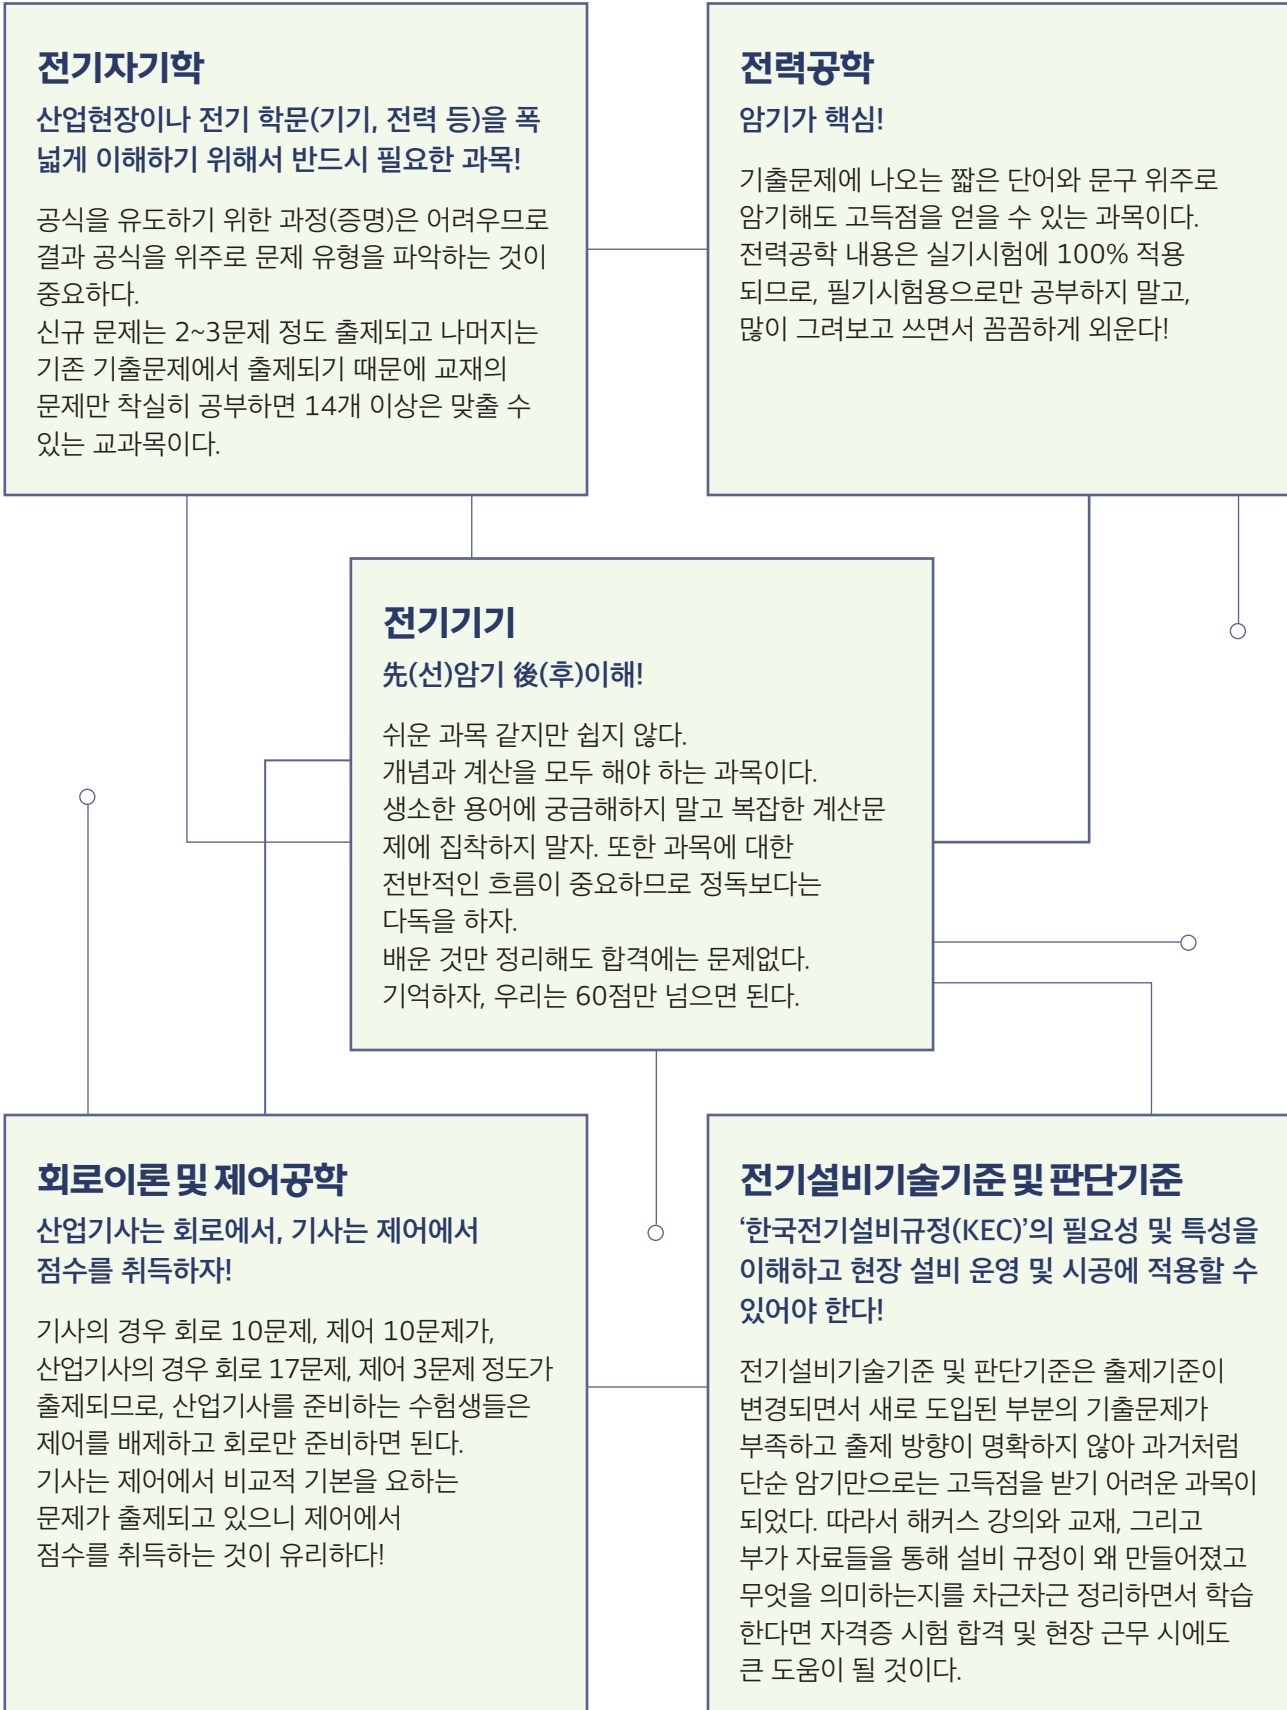 전기자기학
산업현장이나 전기 학문(기기, 전력 등)을 폭
넓게 이해하기 위해서 반드시 필요한 과목!
공식을 유도하기 위한 과정(증명)은 어려우므로
결과 공식을 위주로 문제 유형을 파악하는 것이
중요하다.
신규 문제는 2~3문제 정도 출제되고 나머지는
기존 기출문제에서 출제되기 때문에 교재의
문제만 착실히 공부하면 14개 이상은 맞출 수
있는 교과목이다.
전력공학
암기가 핵심!
기출문제에 나오는 짧은 단어와 문구 위주로
암기해도 고득점을 얻을 수 있는 과목이다.
전력공학 내용은 실기시험에 100% 적용
되므로, 필기시험용으로만 공부하지 말고,
많이 그려보고 쓰면서 꼼꼼하게 외운다!
전기기기
先(선)암기 後(후)이해!
쉬운 과목 같지만 쉽지 않다.
개념과 계산을 모두 해야 하는 과목이다.
생소한 용어에 궁금해하지 말고 복잡한 계산문
제에 집착하지 말자. 또한 과목에 대한
전반적인 흐름이 중요하므로 정독보다는
다독을 하자.
배운 것만 정리해도 합격에는 문제없다.
기억하자, 우리는 60점만 넘으면 된다.
회로이론 및 제어공학
산업기사는 회로에서, 기사는 제어에서
점수를 취득하자!
기사의 경우 회로 10문제, 제어 10문제가,
산업기사의 경우 회로 17문제, 제어 3문제 정도가
출제되므로, 산업기사를 준비하는 수험생들은
제어를 배제하고 회로만 준비하면 된다.
기사는 제어에서 비교적 기본을 요하는
문제가 출제되고 있으니 제어에서
점수를 취득하는 것이 유리하다!
전기설비기술기준 및 판단기준
‘한국전기설비규정(KEC)’의 필요성 및 특성을
이해하고 현장 설비 운영 및 시공에 적용할 수
있어야 한다!
전기설비기술기준 및 판단기준은 출제기준이
변경되면서 새로 도입된 부분의 기출문제가
부족하고 출제 방향이 명확하지 않아 과거처럼
단순 암기만으로는 고득점을 받기 어려운 과목이
되었다. 따라서 해커스 강의와 교재, 그리고
부가 자료들을 통해 설비 규정이 왜 만들어졌고
무엇을 의미하는지를 차근차근 정리하면서 학습
한다면 자격증 시험 합격 및 현장 근무 시에도
큰 도움이 될 것이다.